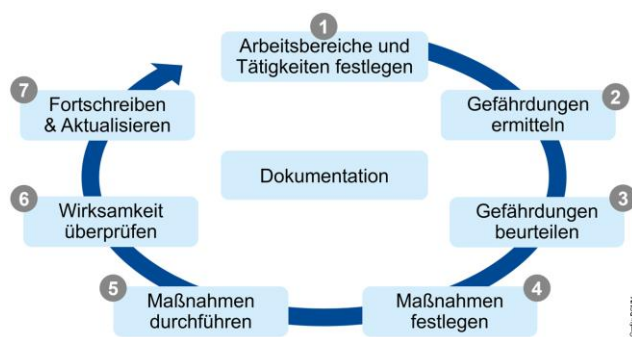 1
Arbeitsbereiche und
Tätigkeiten festlegen
2
Gefährdungen
ermitteln
3
Gefährdungen
beurteilen
4
Maßnahmen
festlegen
5
Maßnahmen
durchführen
6
Wirksamkeit
überprüfen
7
Fortschreiben
& Aktualisieren
Dokumentation